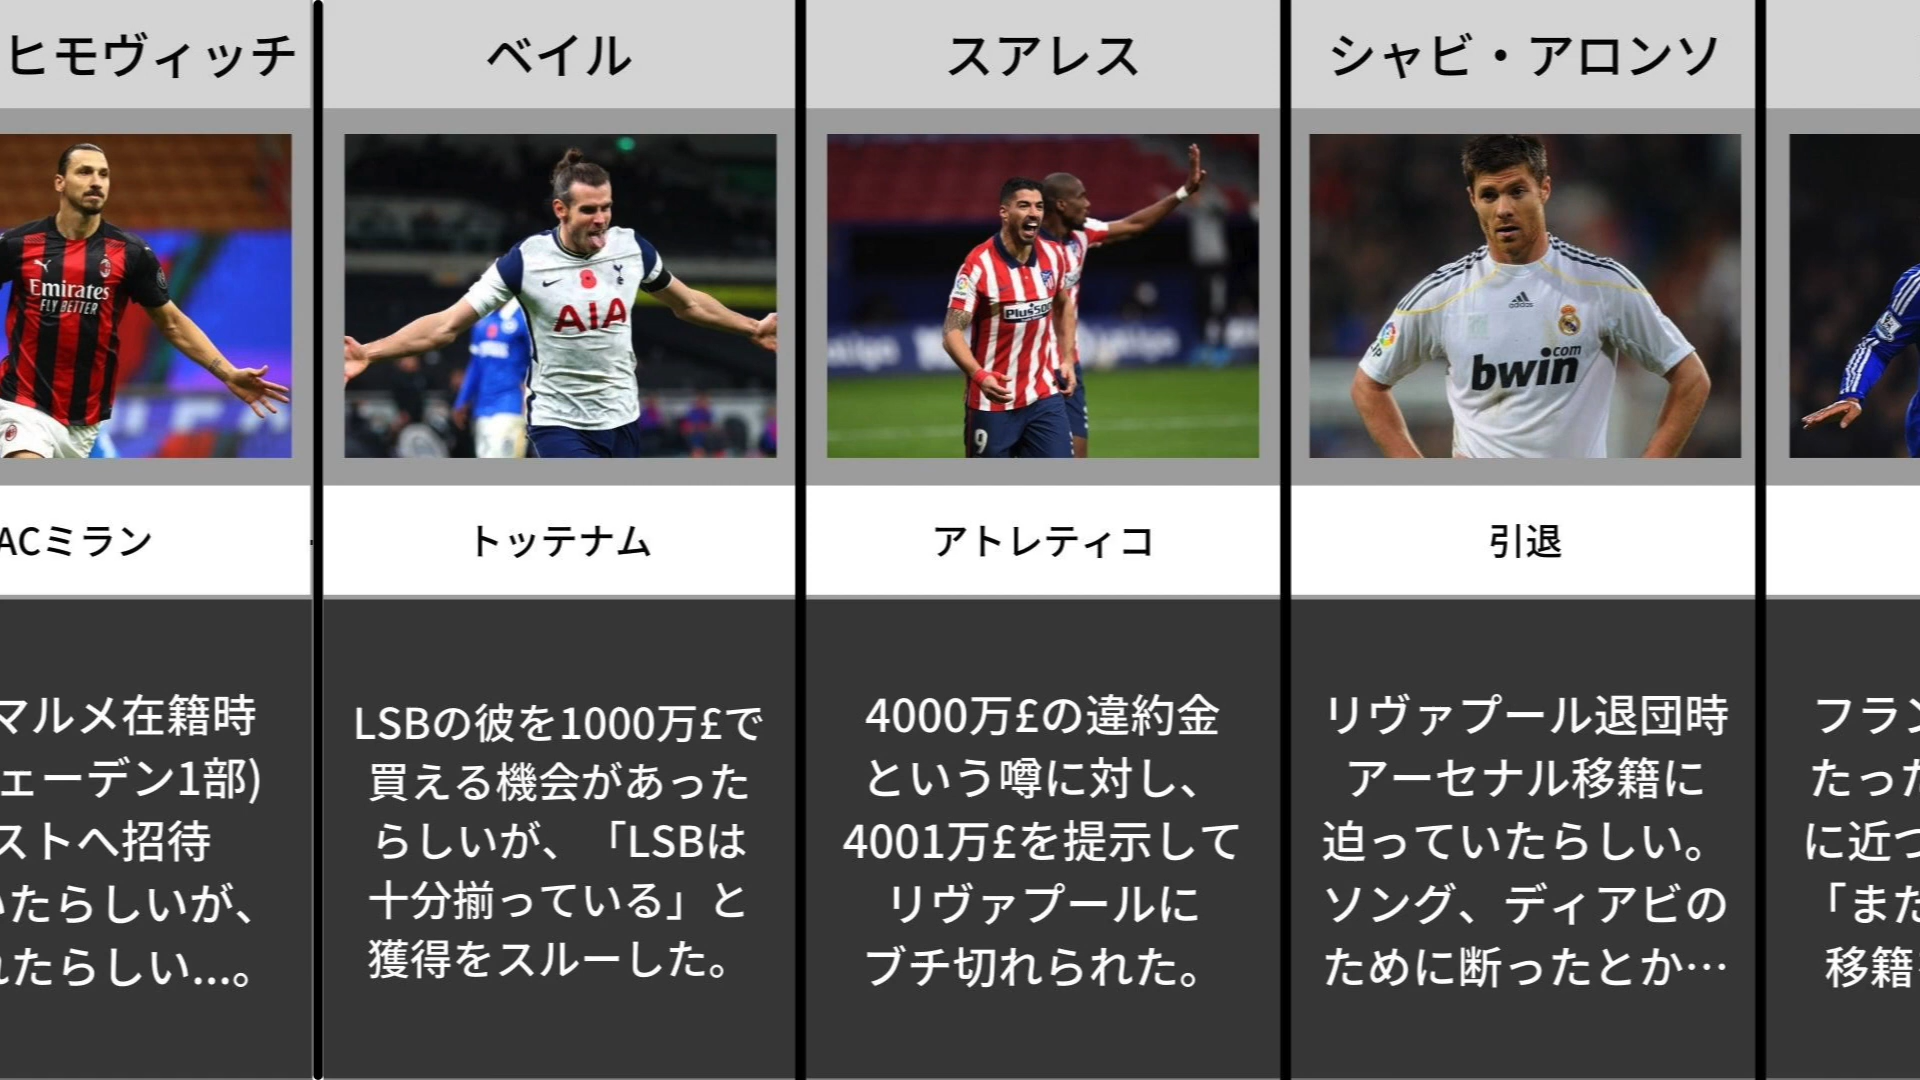 ヒモヴィッチ
ACミラン
マルメ在籍時
ェーデン1部)
ストへ招待
いたらしいが、
れたらしい...。
ベイル
トッテナム
LSBの彼を1000万£で
買える機会があった
らしいが、「LSBは
十分揃っている」と
獲得をスルーした。
スアレス
アトレティコ
4000万£の違約金
という噂に対し、
4001万£を提示して
リヴァプールに
ブチ切れられた。
シャビ・アロンソ
引退
リヴァプール退団時
アーセナル移籍に
迫っていたらしい。
ソング、ディアビの
ために断ったとか…
フラン
たった
に近づ
「まだ
移籍
Emirates
FLY BETTER
AIA
Plus500
9
adidas
bwin
.com